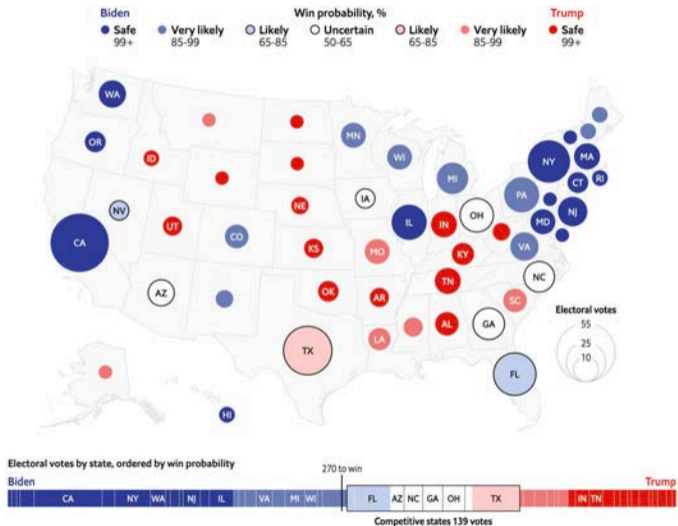 Biden
Win probability, %
Trump
Safe
Very likely
Likely
Uncertain
Likely
Very likely
Safe
99+
85-99
65-85
50-65
65-85
85-99
99+
WA
OR
ID
MN
WI
MI
NY
MA
CT
RI
NV
UT
CO
NE
IA
IL
IN
OH
PA
NJ
MD
CA
KS
MO
KY
VA
NC
AZ
OK
AR
TN
SC
TX
LA
AL
GA
FL
HI
Electoral votes
55
25
10
Electoral votes by state, ordered by win probability
Biden
270 to win
Trump
CA
NY
WA
NJ
IL
VA
MI
WI
FL
AZ
NC
GA
OH
TX
IN
TN
Competitive states 139 votes